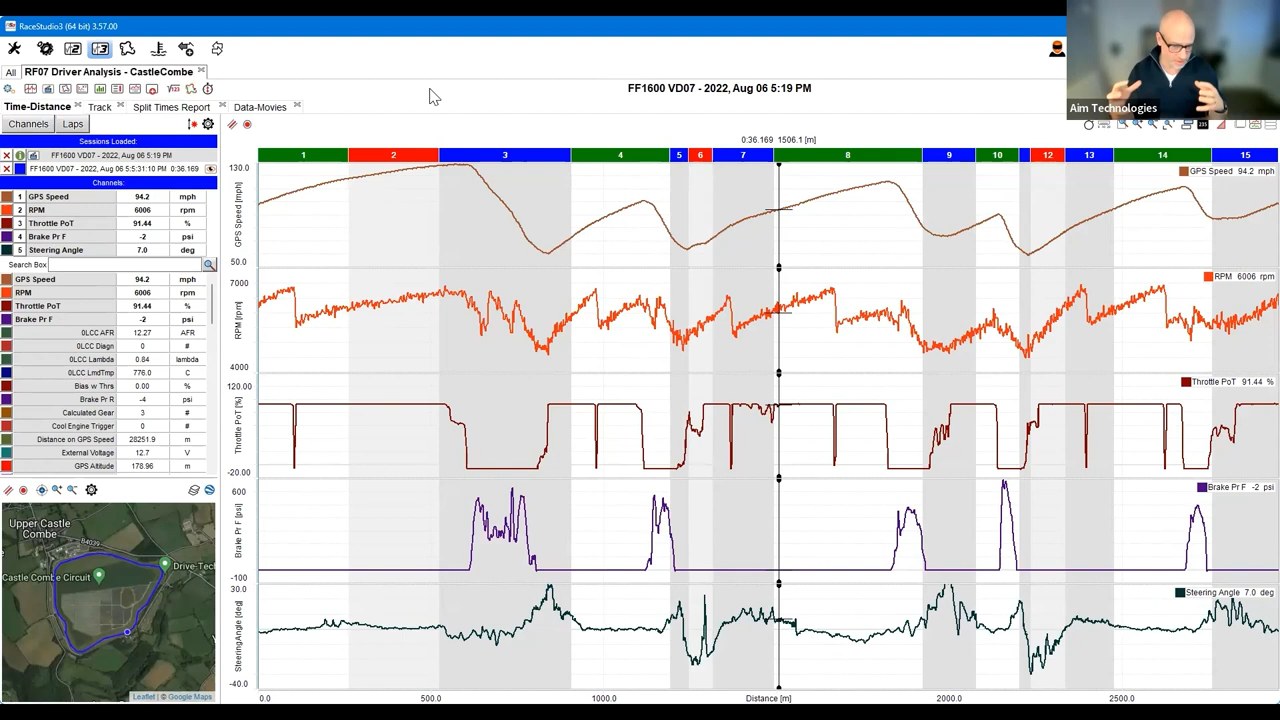 RaceStudio3 (64 bit) 3.57.00
All RF07 Driver Analysis - CastleCombe
FF1600 VD07 - 2022, Aug 06 5:19 PM
Aim Technologies
Time-Distance Track Split Times Report Data-Movies
Channels Laps
0:36.169 1506.1 [m]
Sessions Loaded:
FF1600 VD07 - 2022, Aug 06 5:19 PM
FF1600 VD07 - 2022, Aug 06 5:5:31:10 PM 0:36.169
Channels:
1 GPS Speed 94.2 mph
2 RPM 6006 rpm
3 Throttle PoT 91.44 %
4 Brake Pr F -2 psi
5 Steering Angle 7.0 deg
Search Box
GPS Speed 94.2 mph
RPM 6006 rpm
Throttle PoT 91.44 %
Brake Pr F -2 psi
0LCC AFR 12.27 AFR
0LCC Diagn 0 #
0LCC Lambda 0.84 lambda
0LCC LmdTmp 776.0 C
Bias w Thrs 0.00 %
Brake Pr R -4 psi
Calculated Gear 3 #
Cool Engine Trigger 0 #
Distance on GPS Speed 28251.9 m
External Voltage 12.7 V
GPS Altitude 178.96 m
1 2 3 4 5 6 7 8 9 10 12 13 14 15
130.0
GPS Speed [mph]
50.0
GPS Speed 94.2 mph
7000
RPM [rpm]
4000
RPM 6006 rpm
120.00
Throttle PoT [%]
-20.00
Throttle PoT 91.44 %
600
Brake Pr F [psi]
-100
Brake Pr F -2 psi
30.0
SteeringAngle [deg]
-40.0
Steering Angle 7.0 deg
0.0 500.0 1000.0 Distance [m] 2000.0 2500.0
Upper Castle
Combe
B4039
Castle Combe Circuit
Drive-Tech
Leaflet | © Google Maps